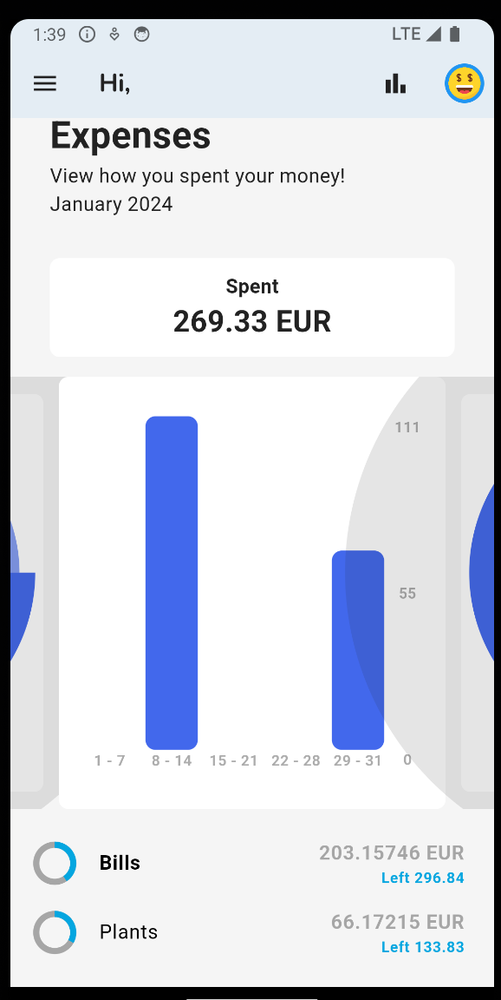 1:39 LTE
Hi,
Expenses
View how you spent your money!
January 2024
Spent
269.33 EUR
111
55
0
1 - 7 8 - 14 15 - 21 22 - 28 29 - 31
Bills 203.15746 EUR
Left 296.84
Plants 66.17215 EUR
Left 133.83